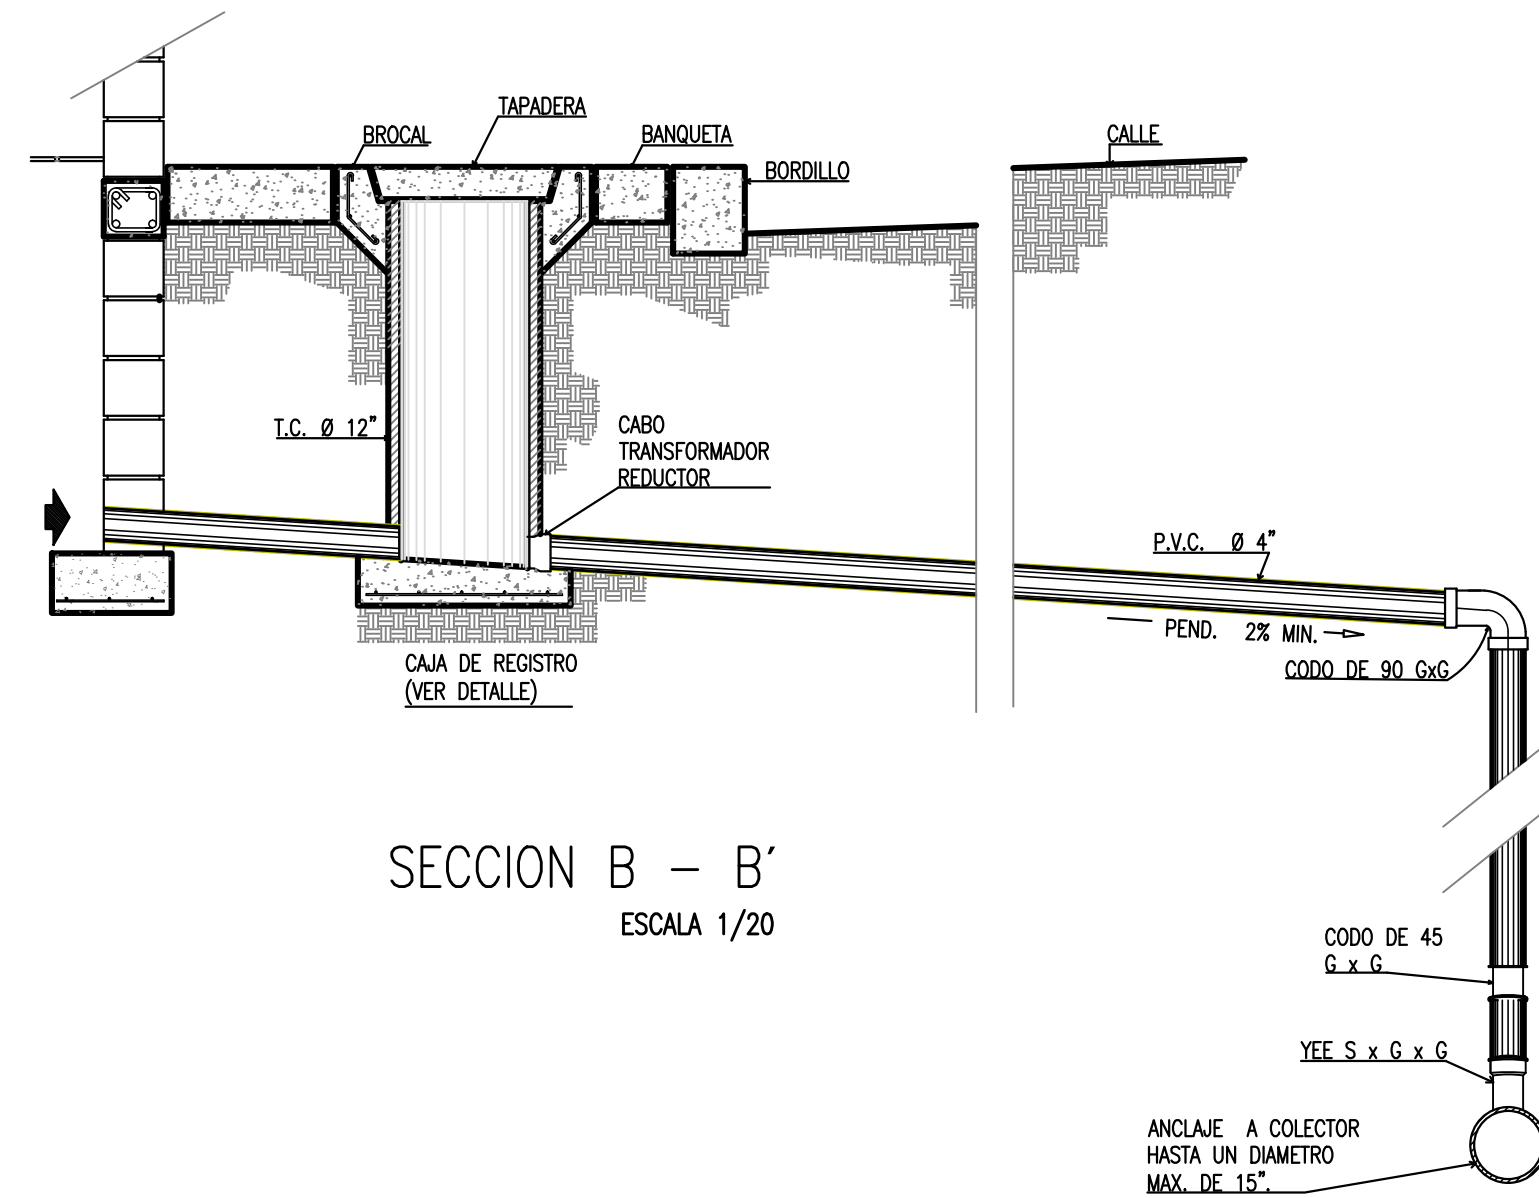 TAPADERA
BROCAL
BANQUETA
CALLE
BORDILLO
T.C. Ø 12"
CABO
TRANSFORMADOR
REDUCTOR
P.V.C. Ø 4"
PEND. 2% MIN.
CAJA DE REGISTRO
(VER DETALLE)
CODO DE 90 GxG
SECCION B - B´
ESCALA 1/20
CODO DE 45
G x G
YEE S x G x G
ANCLAJE A COLECTOR
HASTA UN DIAMETRO
MAX. DE 15".